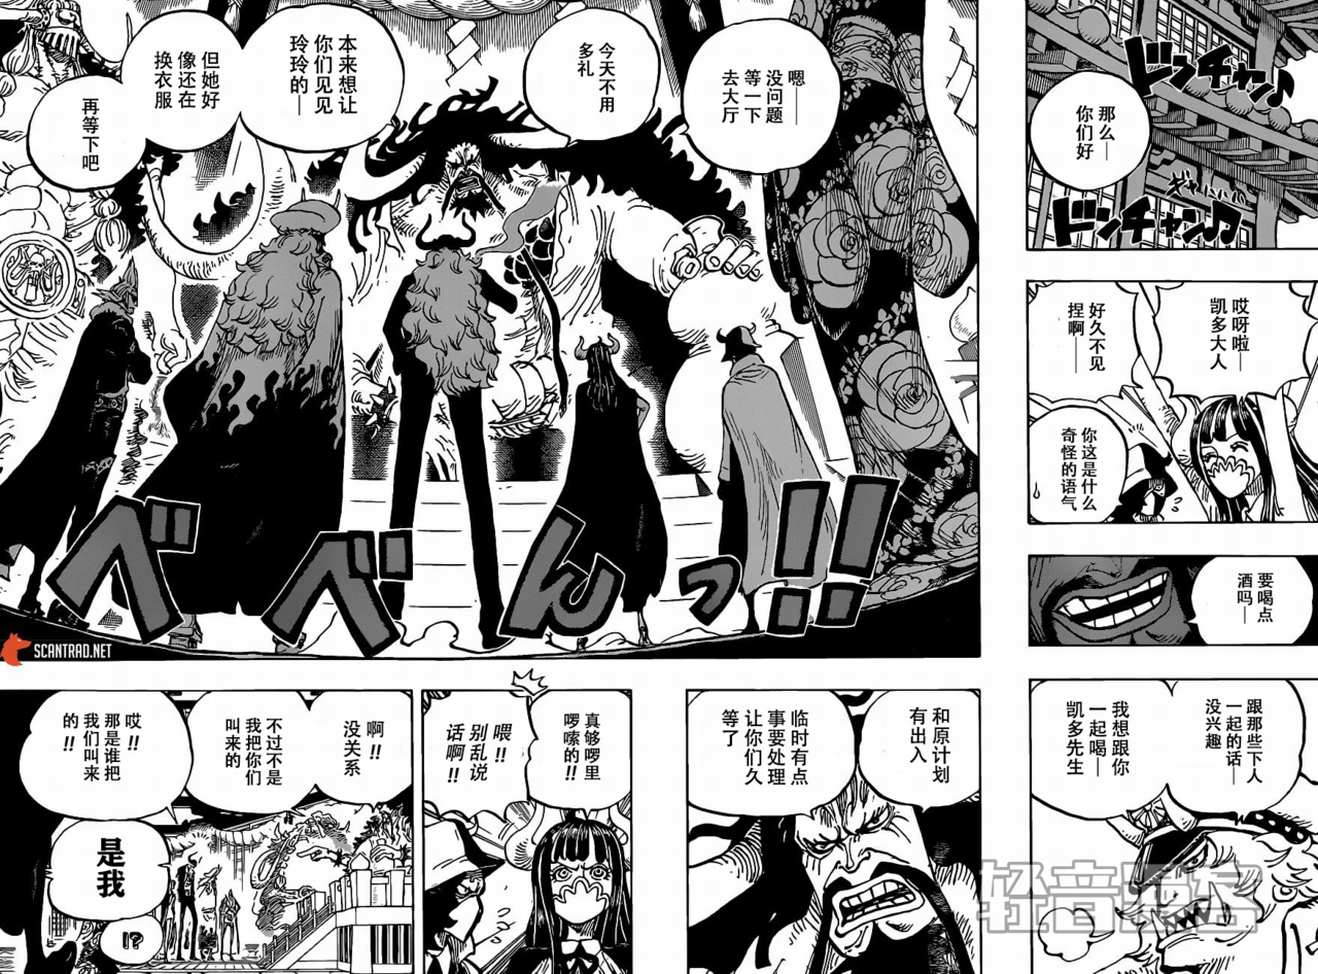 ドンチャン♪
那么—
你们好
ドンチャン♫
哎呀啦—
凯多大人
好久不见
捏啊—
你这是什么
奇怪的语气
要喝点
酒吗—
跟那些下人
一起的话—
没兴趣
我想跟你
一起喝—
凯多先生
嗯—
没问题
等一下
去大厅
今天不用
多礼
本来想让
你们见见
玲玲的—
但她好
像还在
换衣服
再等下吧
べべべんっ!!
SCANTRAD.NET
和原计划
有出入
临时有点
事要处理
让你们久
等了
真够啰里
啰嗦的!!
喂!!
别乱说
话啊!!
啊!!
没关系
不过不是
我把你们
叫来的
哎!!
那是谁把
我们叫来
的!!
是我
!?